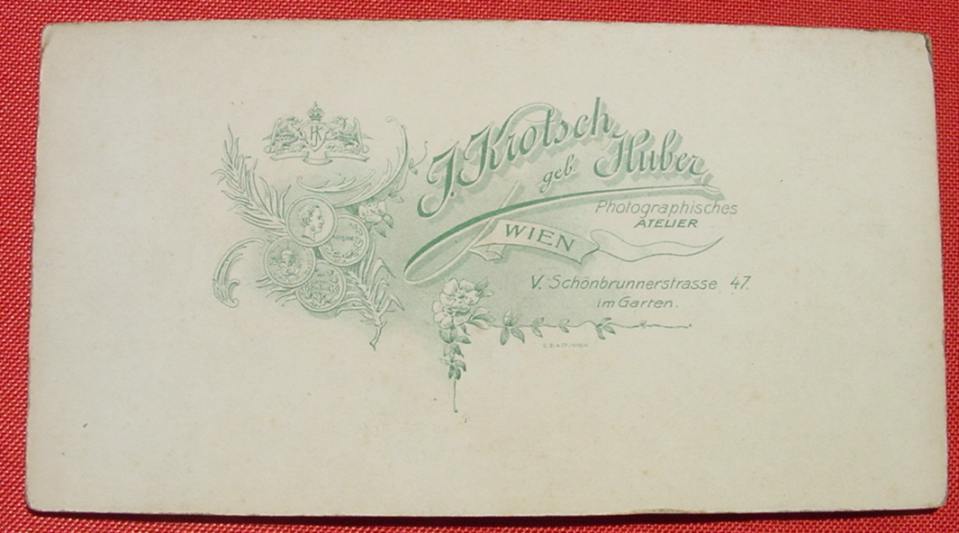 J. Krotsch
geb. Huber
Photographisches
ATELIER
WIEN
V. Schönbrunnerstrasse 47.
im Garten.